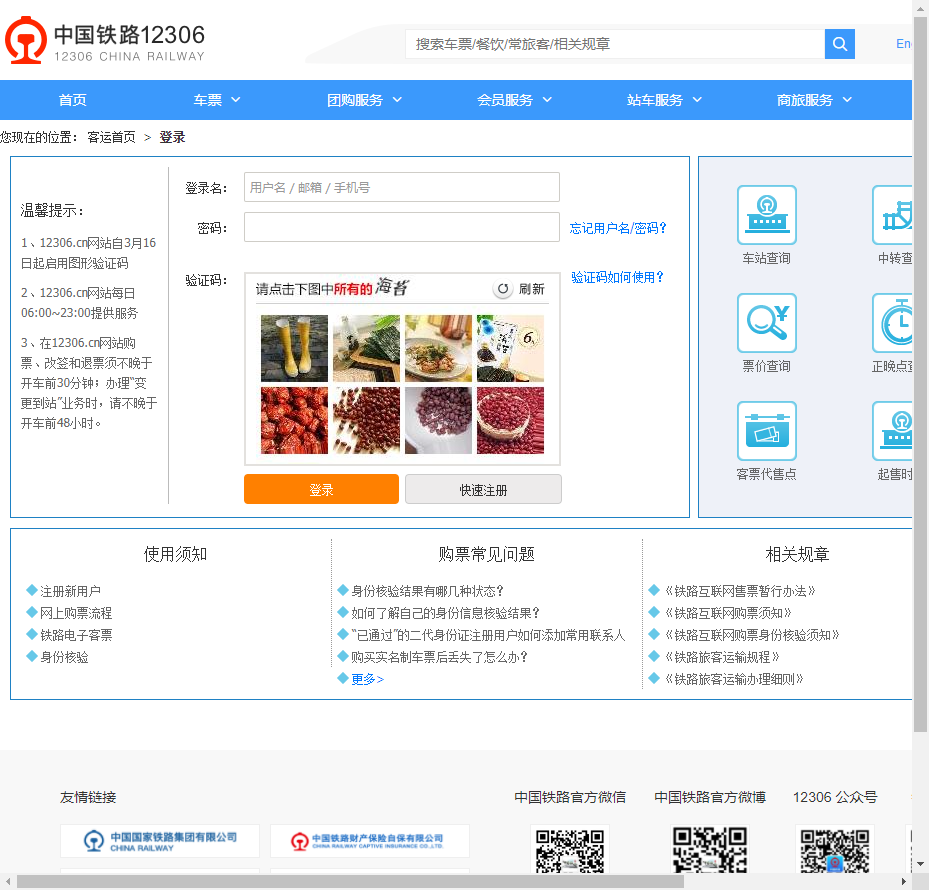 中国铁路12306
12306 CHINA RAILWAY
搜索车票/餐饮/常旅客/相关规章
En
首页
车票
团购服务
会员服务
站车服务
商旅服务
您现在的位置： 客运首页 > 登录
温馨提示：
1、12306.cn网站自3月16
日起启用图形验证码
2、12306.cn网站每日
06:00~23:00提供服务
3、在12306.cn网站购
票、改签和退票须不晚于
开车前30分钟；办理“变
更到站”业务时，请不晚于
开车前48小时。
登录名：
用户名 / 邮箱 / 手机号
密码：
忘记用户名/密码?
验证码：
请点击下图中所有的 海苔
刷新
验证码如何使用?
登录
快速注册
车站查询
中转查
票价查询
正晚点查
客票代售点
起售时
使用须知
注册新用户
网上购票流程
铁路电子客票
身份核验
购票常见问题
身份核验结果有哪几种状态?
如何了解自己的身份信息核验结果?
“已通过”的二代身份证注册用户如何添加常用联系人
购买实名制车票后丢失了怎么办?
更多>
相关规章
《铁路互联网售票暂行办法》
《铁路互联网购票须知》
《铁路互联网购票身份核验须知》
《铁路旅客运输规程》
《铁路旅客运输办理细则》
友情链接
中国铁路官方微信
中国铁路官方微博
12306 公众号
中国国家铁路集团有限公司
CHINA RAILWAY
中国铁路财产保险自保有限公司
CHINA RAILWAY CAPTIVE INSURANCE CO.,LTD.